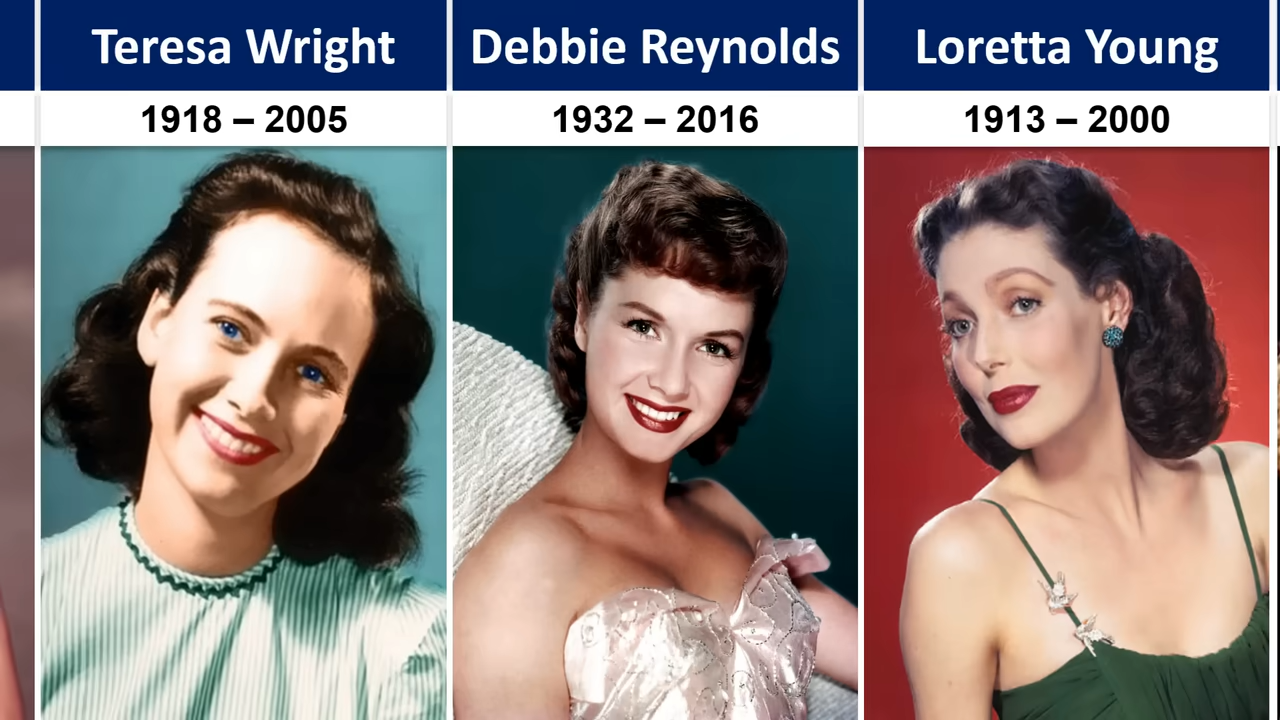 Teresa Wright
1918 – 2005
Debbie Reynolds
1932 – 2016
Loretta Young
1913 – 2000